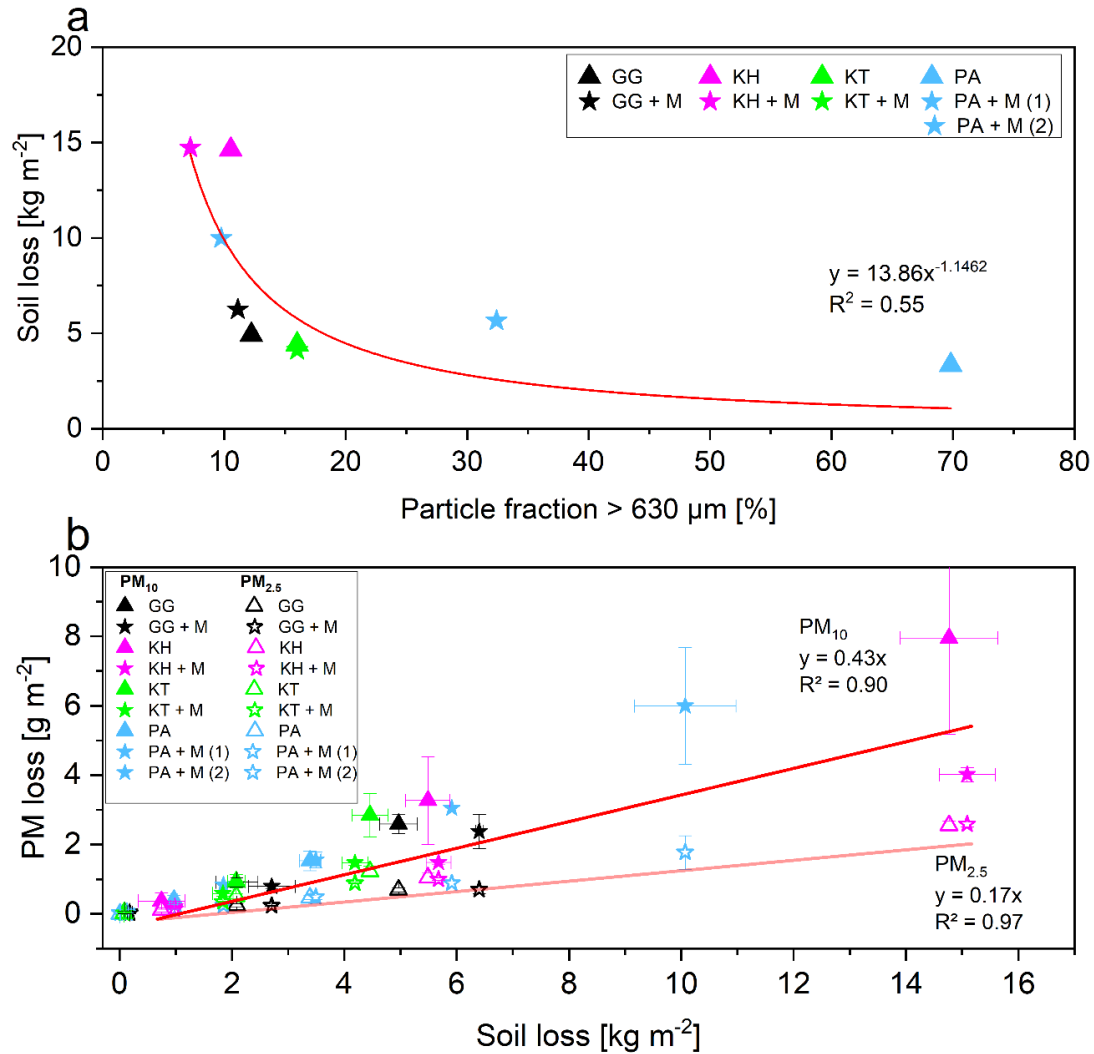 a
20
15
10
5
0
Soil loss [kg m-2]
GG KH KT PA
GG + M KH + M KT + M PA + M (1)
PA + M (2)
y = 13.86x-1.1462
R2 = 0.55
0 10 20 30 40 50 60 70 80
Particle fraction > 630 µm [%]
b
10
8
6
4
2
0
PM loss [g m-2]
PM10 PM2.5
GG GG
GG + M GG + M
KH KH
KH + M KH + M
KT KT
KT + M KT + M
PA PA
PA + M (1) PA + M (1)
PA + M (2) PA + M (2)
PM10
y = 0.43x
R² = 0.90
PM2.5
y = 0.17x
R² = 0.97
0 2 4 6 8 10 12 14 16
Soil loss [kg m-2]